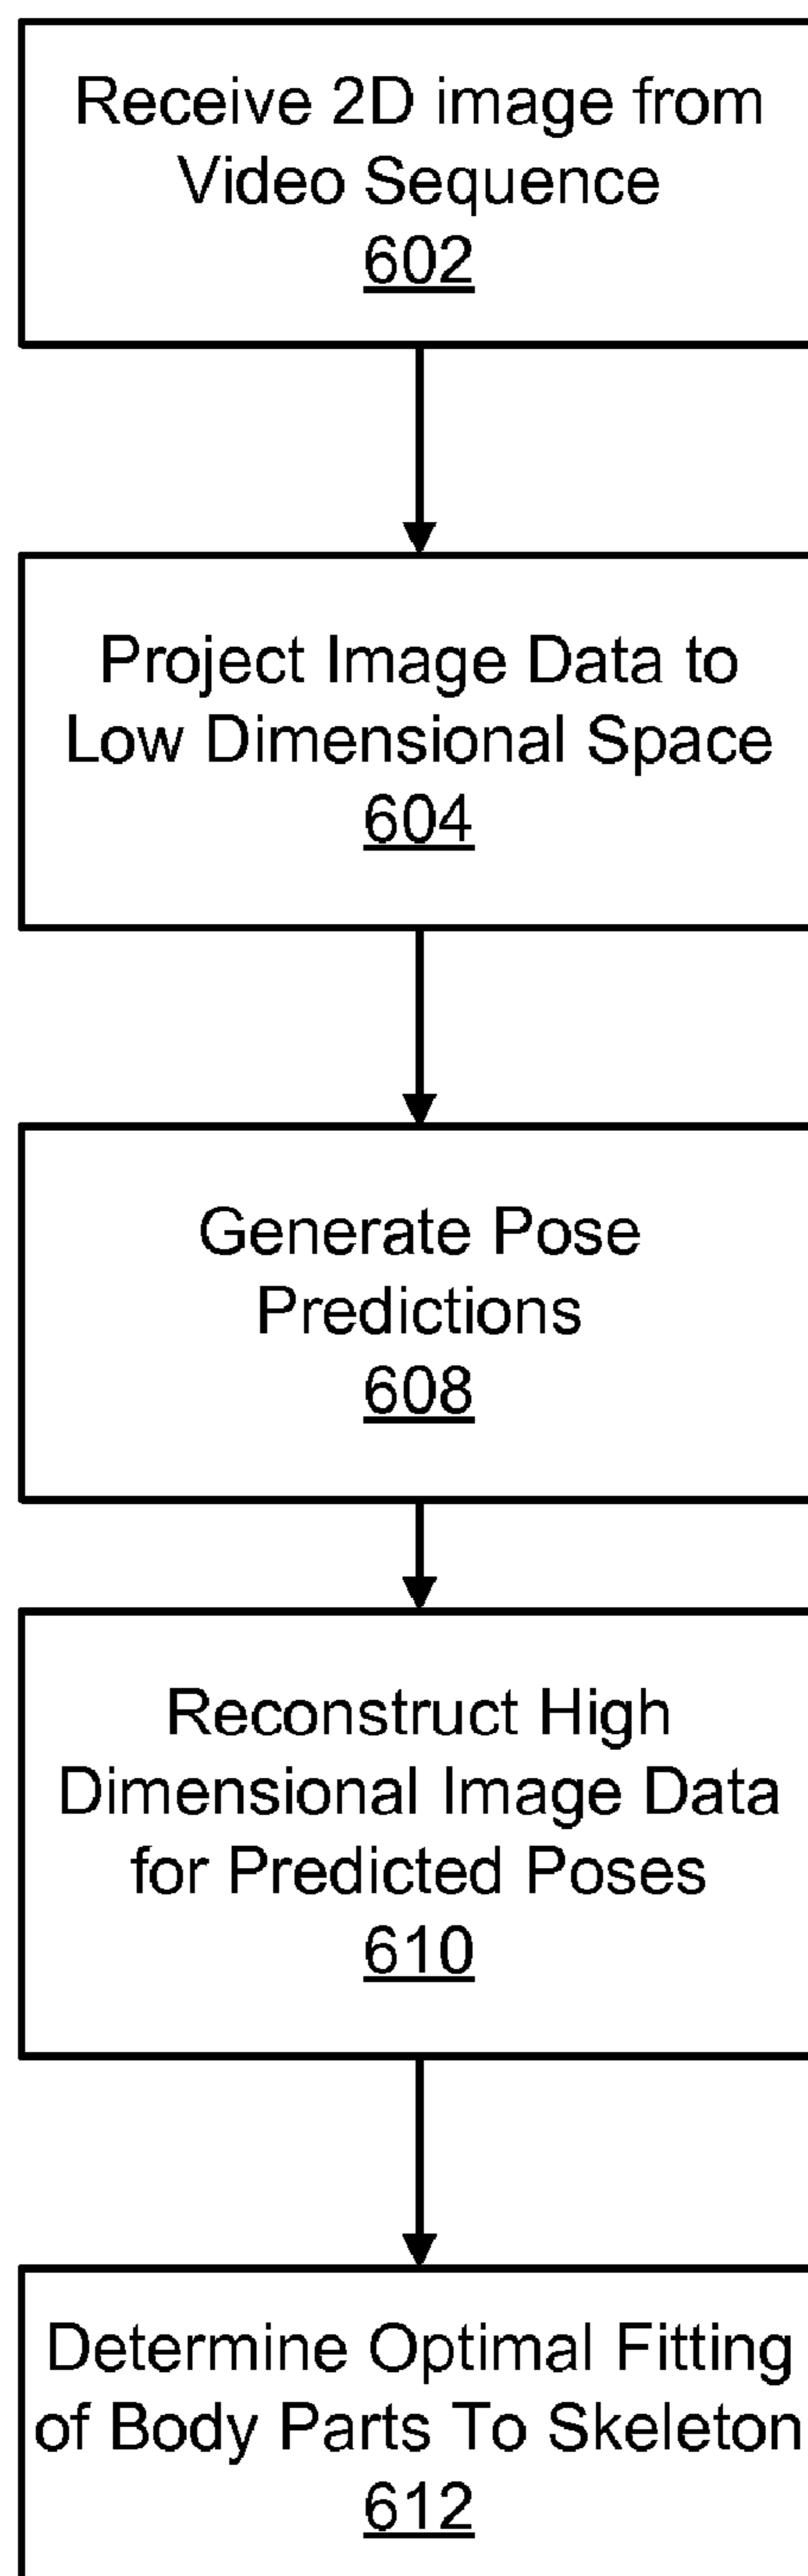 Receive 2D image from
Video Sequence
602
Project Image Data to
Low Dimensional Space
604
Generate Pose
Predictions
608
Reconstruct High
Dimensional Image Data
for Predicted Poses
610
Determine Optimal Fitting
of Body Parts To Skeleton
612